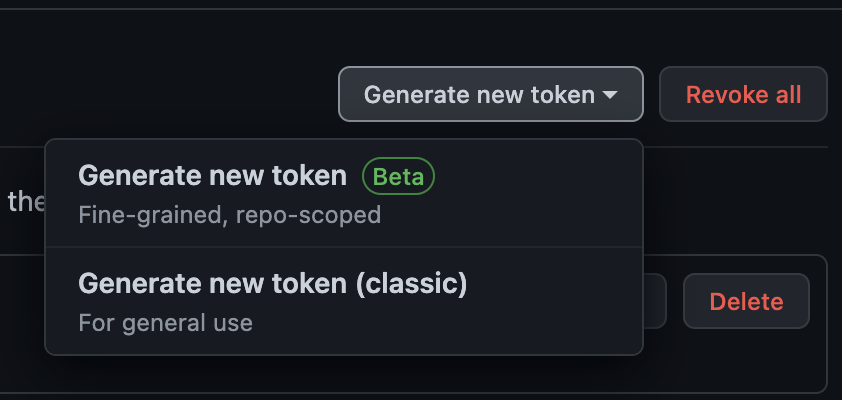 Generate new token
Revoke all
Generate new token Beta
the
Fine-grained, repo-scoped
Generate new token (classic)
Delete
For general use